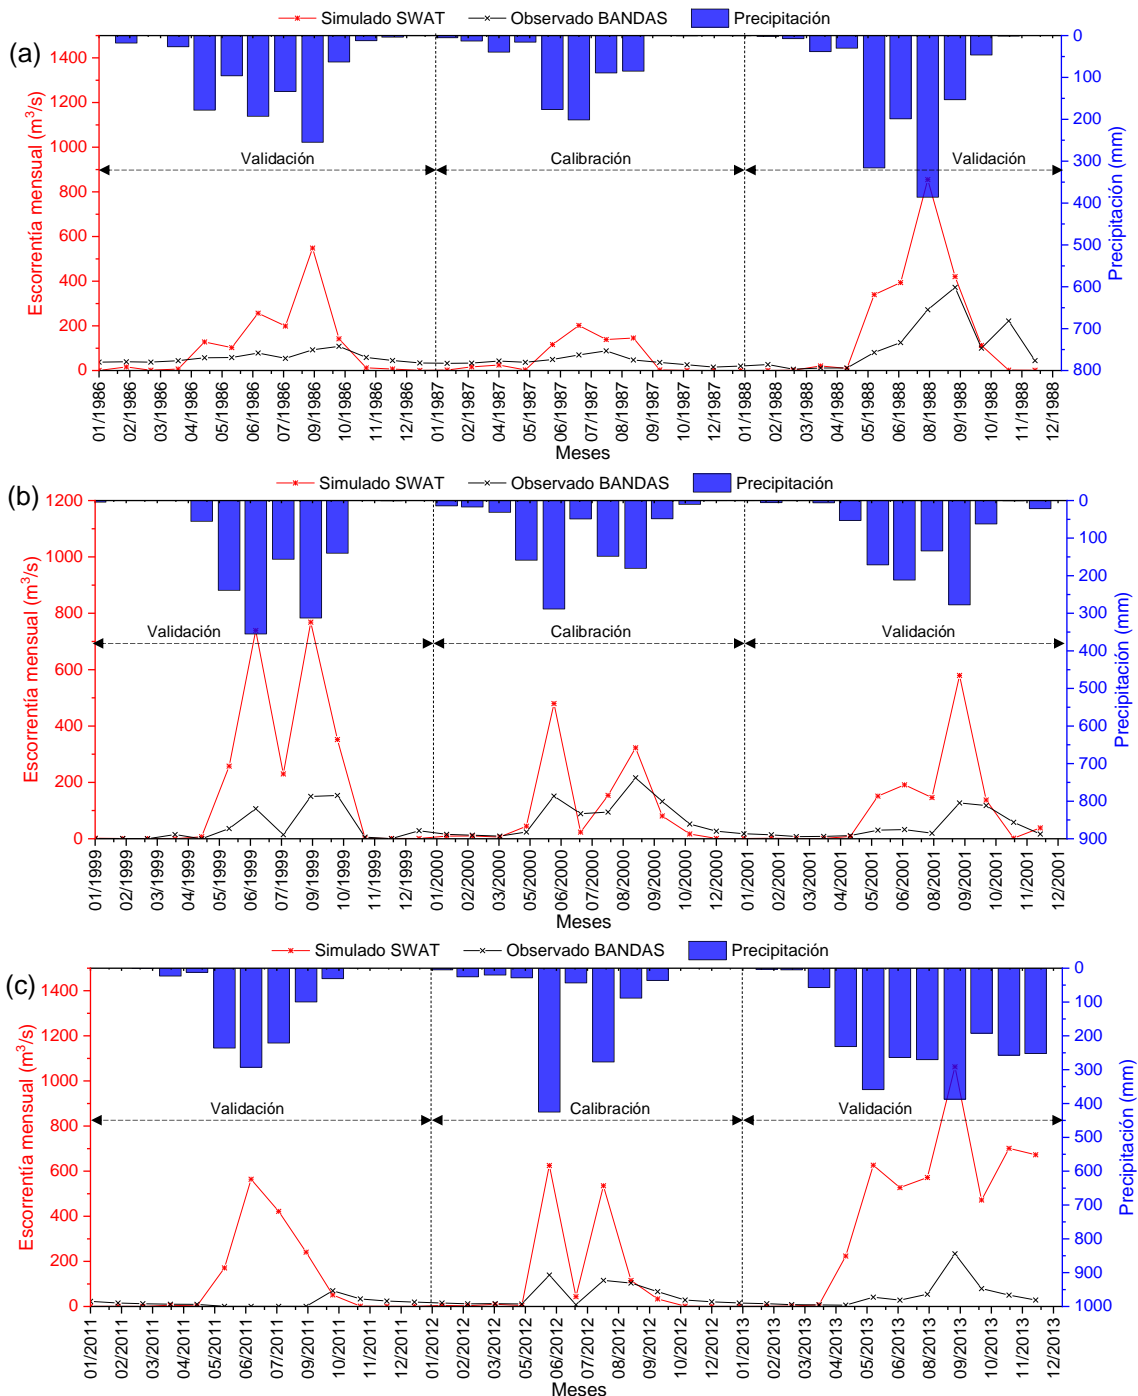 Simulado SWAT Observado BANDAS Precipitación
(a)
1400
1200
1000
800
600
400
200
0
Escorrentía mensual (m³/s)
0
100
200
300
400
500
600
700
800
Precipitación (mm)
Validación Calibración Validación
01/1986 02/1986 03/1986 04/1986 05/1986 06/1986 07/1986 09/1986 10/1986 11/1986 12/1986 01/1987 02/1987 04/1987 05/1987 06/1987 07/1987 08/1987 09/1987 10/1987 12/1987 01/1988 02/1988 03/1988 04/1988 05/1988 06/1988 08/1988 09/1988 10/1988 11/1988 12/1988
Meses
Simulado SWAT Observado BANDAS Precipitación
(b)
1200
1000
800
600
400
200
0
Escorrentía mensual (m³/s)
0
100
200
300
400
500
600
700
800
900
Precipitación (mm)
Validación Calibración Validación
01/1999 02/1999 03/1999 04/1999 05/1999 06/1999 07/1999 09/1999 10/1999 11/1999 12/1999 01/2000 02/2000 03/2000 05/2000 06/2000 07/2000 08/2000 09/2000 10/2000 12/2000 01/2001 02/2001 03/2001 04/2001 05/2001 06/2001 08/2001 09/2001 10/2001 11/2001 12/2001
Meses
Simulado SWAT Observado BANDAS Precipitación
(c)
1400
1200
1000
800
600
400
200
0
Escorrentía mensual (m³/s)
0
100
200
300
400
500
600
700
800
900
1000
Precipitación (mm)
Validación Calibración Validación
01/2011 02/2011 03/2011 04/2011 05/2011 06/2011 07/2011 09/2011 10/2011 11/2011 12/2011 01/2012 02/2012 04/2012 05/2012 06/2012 07/2012 08/2012 09/2012 10/2012 12/2012 01/2013 02/2013 03/2013 04/2013 05/2013 06/2013 08/2013 09/2013 10/2013 11/2013 12/2013
Meses